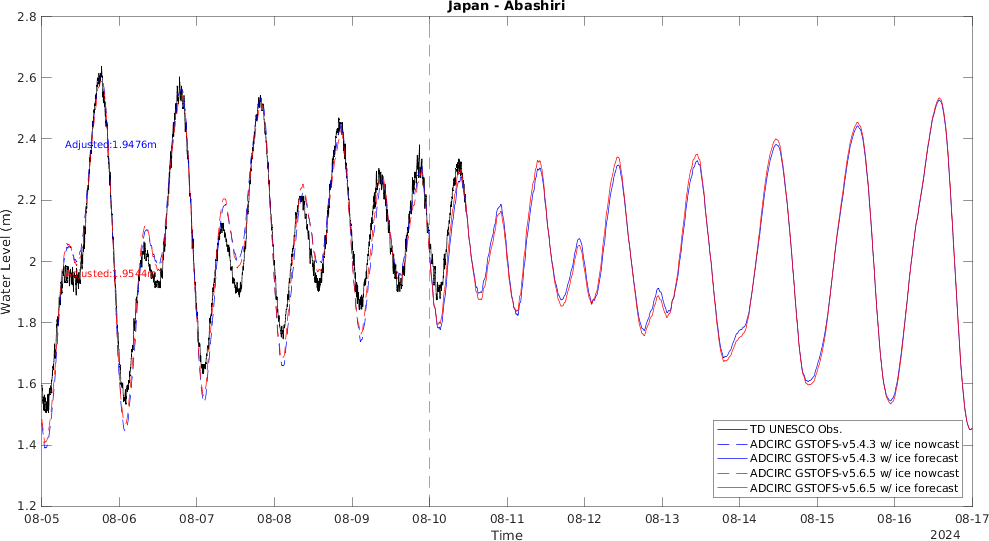 Japan - Abashiri
Water Level (m)
2.8
2.6
2.4
2.2
2
1.8
1.6
1.4
1.2
Adjusted:1.9476m
Adjusted:1.9544m
TD UNESCO Obs.
ADCIRC GSTOFS-v5.4.3 w/ ice nowcast
ADCIRC GSTOFS-v5.4.3 w/ ice forecast
ADCIRC GSTOFS-v5.6.5 w/ ice nowcast
ADCIRC GSTOFS-v5.6.5 w/ ice forecast
08-05 08-06 08-07 08-08 08-09 08-10 08-11 08-12 08-13 08-14 08-15 08-16 08-17
Time
2024